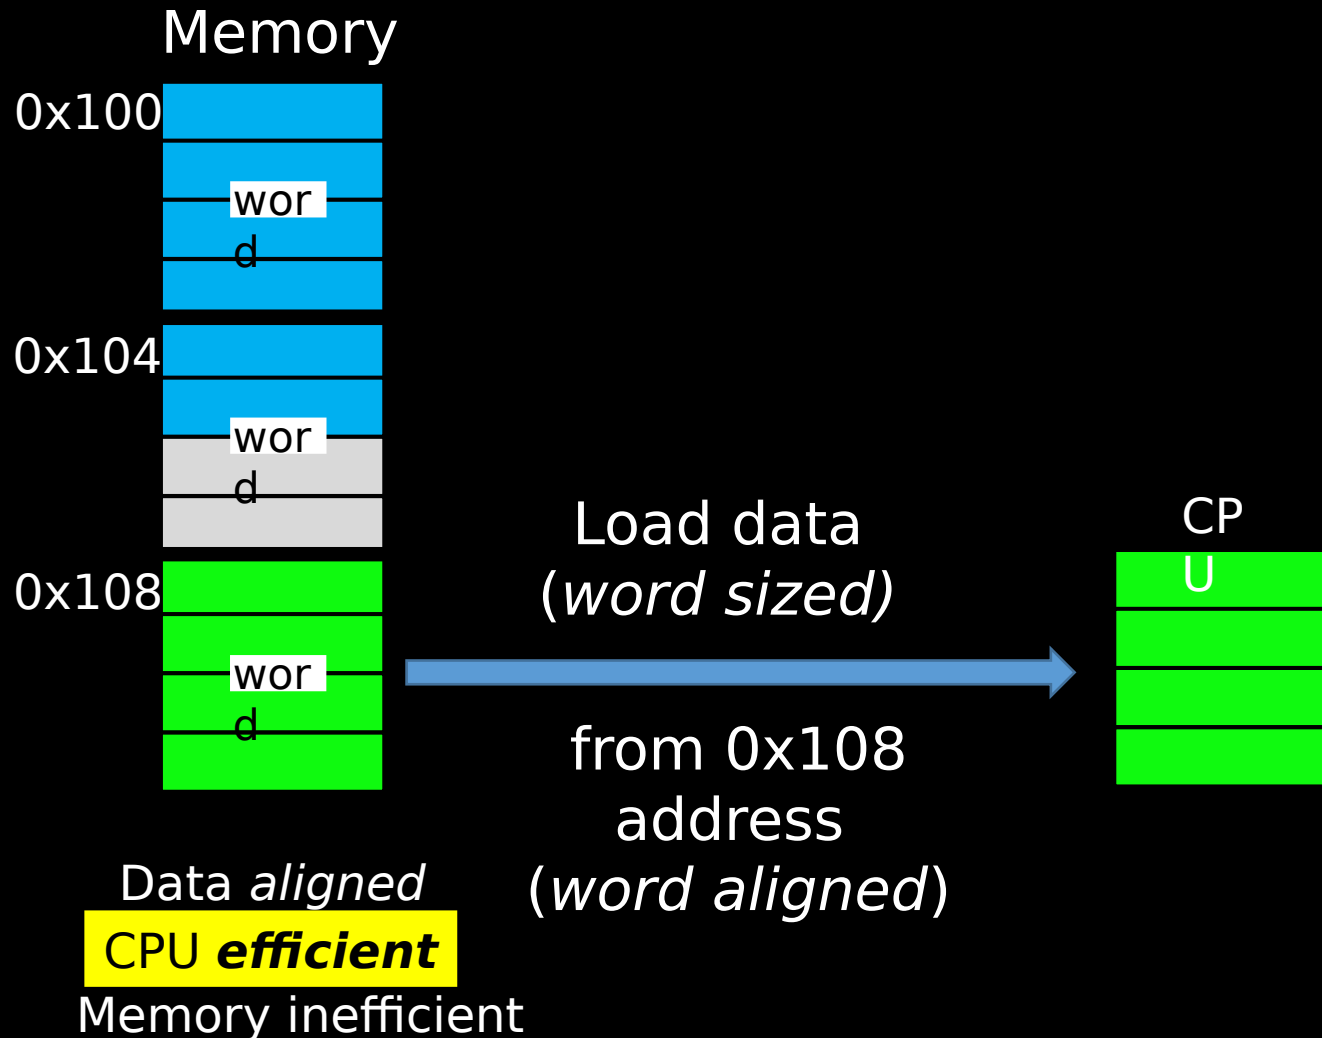 Memory
0x100
wor
d
0x104
wor
d
0x108
wor
d
Load data
(word sized)
from 0x108
address
(word aligned)
CP
U
Data aligned
CPU efficient
Memory inefficient